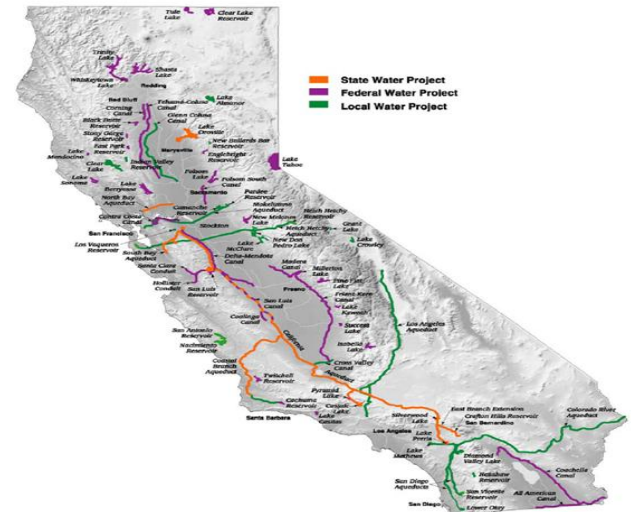 Tule
Lake
Clear Lake
Reservoir
Trinity
Lake
Shasta
Lake
Whiskeytown
Lake
Redding
State Water Project
Federal Water Project
Local Water Project
Red Bluff
Corning
Canal
Tehama-Colusa
Canal
Lake
Almanor
Black Butte
Reservoir
Glenn Colusa
Canal
Stony Gorge
Reservoir
Lake
Oroville
East Park
Reservoir
New Bullards Bar
Reservoir
Marysville
Englebright
Reservoir
Lake
Mendocino
Clear
Lake
Indian Valley
Reservoir
Lake
Tahoe
Lake
Sonoma
Lake
Berryessa
Folsom
Lake
Folsom South
Canal
Sacramento
North Bay
Aqueduct
Pardee
Reservoir
Camanche
Reservoir
Mokelumne
Aqueduct
Contra Costa
Canal
New Melones
Lake
Hetch Hetchy
Reservoir
Stockton
San Francisco
Hetch Hetchy
Aqueduct
Grant
Lake
Los Vaqueros
Reservoir
New Don
Pedro Lake
Lake
Crowley
South Bay
Aqueduct
Lake
McClure
Delta-Mendota
Canal
Santa Clara
Conduit
Madera
Canal
Millerton
Lake
Hollister
Conduit
San Luis
Reservoir
Fresno
Pine Flat
Lake
Friant-Kern
Canal
San Luis
Canal
Lake
Kaweah
Coalinga
Canal
Success
Lake
Los Angeles
Aqueduct
San Antonio
Reservoir
Nacimiento
Reservoir
California
Aqueduct
Isabella
Lake
Coastal
Branch
Aqueduct
Cross Valley
Canal
Twitchell
Reservoir
Pyramid
Lake
Cachuma
Reservoir
Castaic
Lake
Santa Barbara
Lake
Casitas
Silverwood
Lake
East Branch Extension
Crafton Hills Reservoir
San Bernardino
Colorado River
Aqueduct
Los Angeles
Lake
Perris
Lake
Mathews
Diamond
Valley Lake
Coachella
Canal
San Diego
Aqueducts
Henshaw
Reservoir
San Vicente
Reservoir
All American
Canal
San Diego
Lower Otay